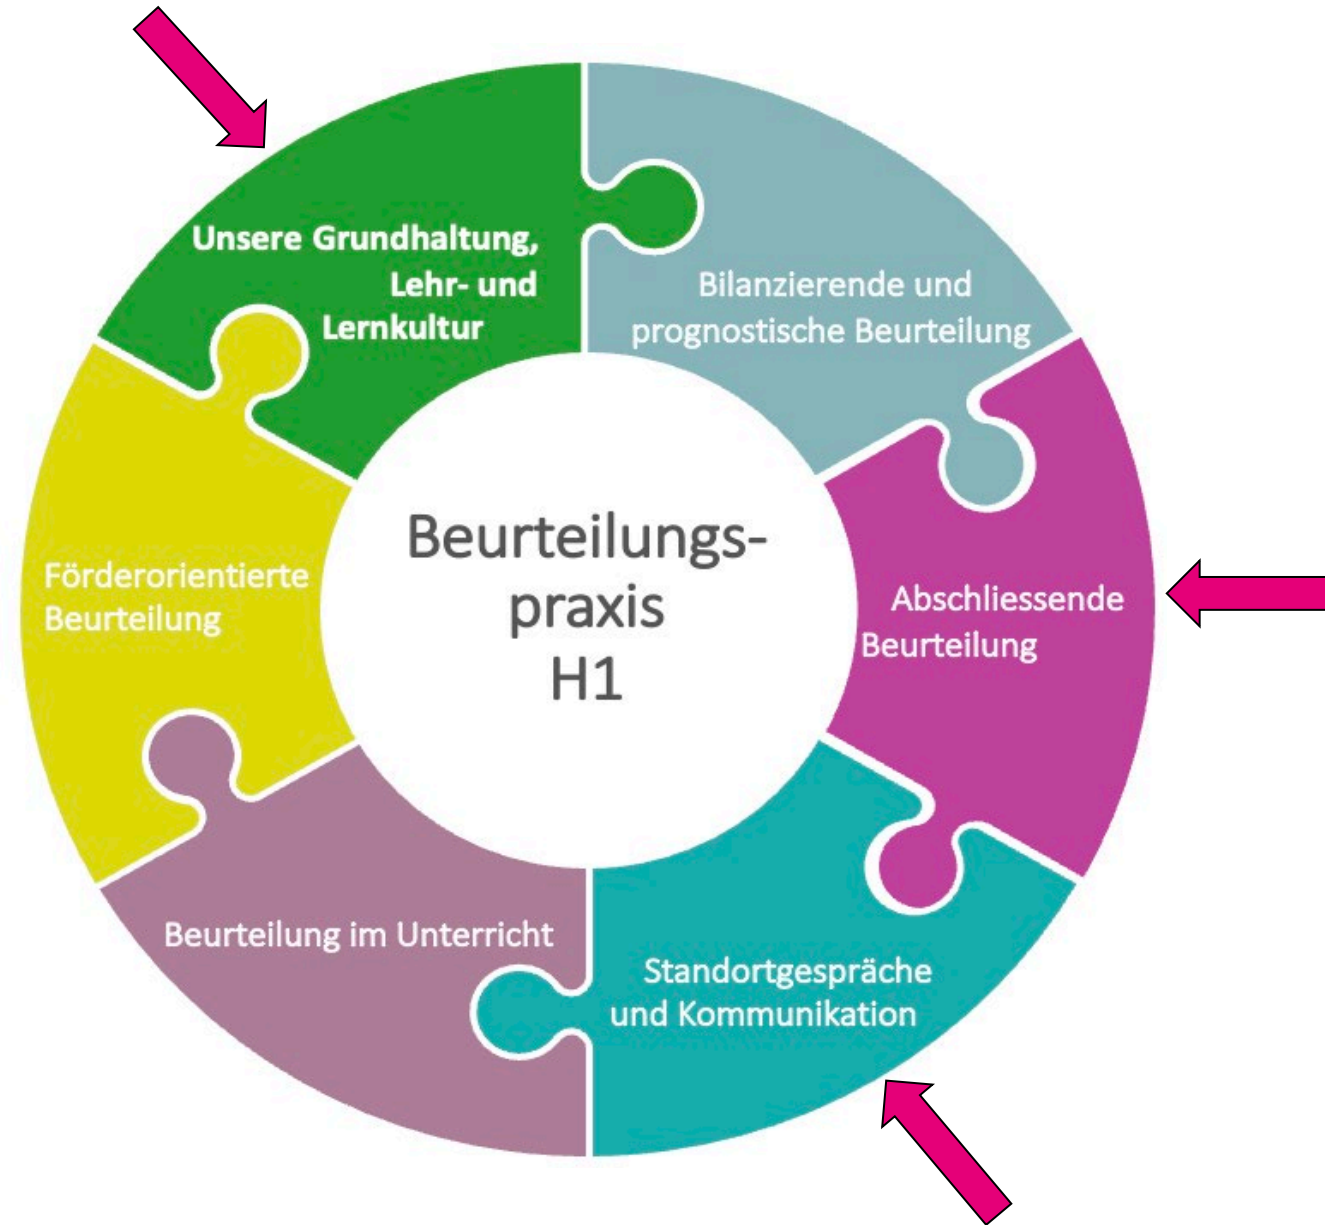 Unsere Grundhaltung,
Lehr- und
Lernkultur
Bilanzierende und
prognostische Beurteilung
Förderorientierte
Beurteilung
Beurteilungs-
praxis
H1
Abschliessende
Beurteilung
Beurteilung im Unterricht
Standortgespräche
und Kommunikation